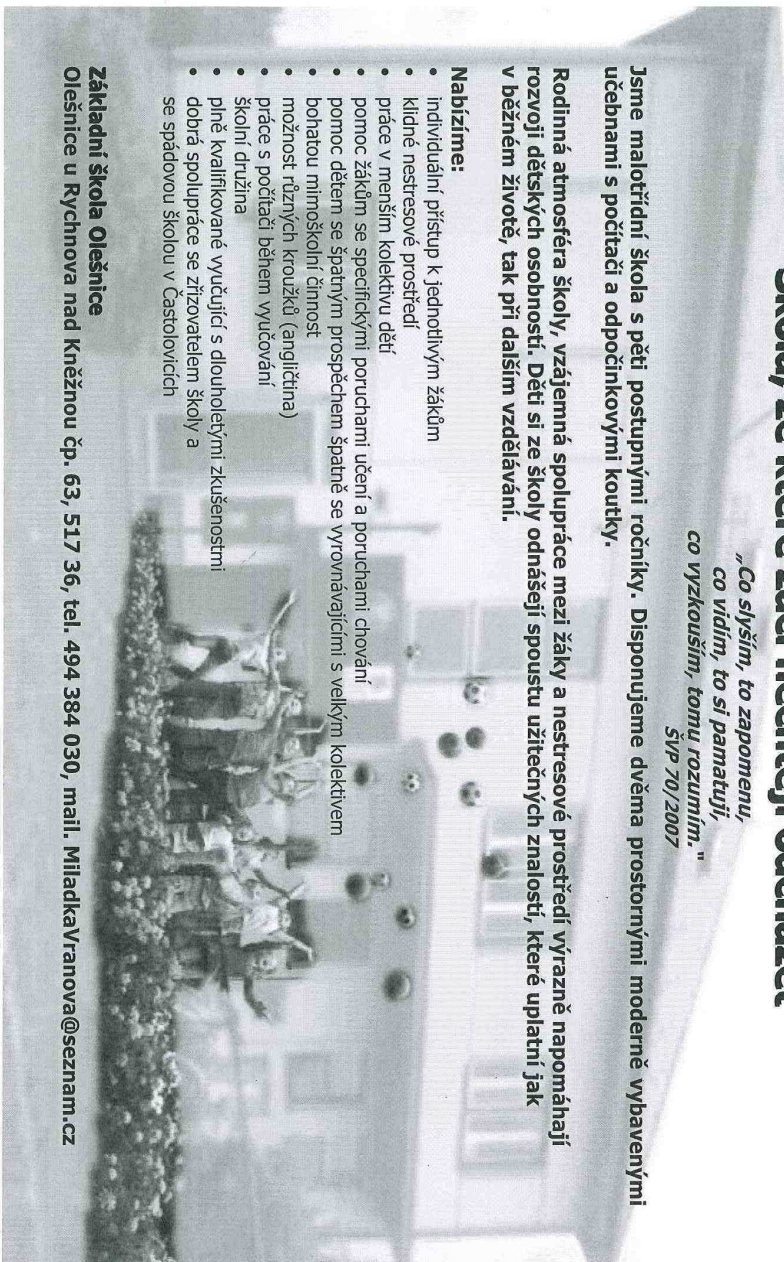 „Co slyším, to zapomenu,
co vidím, to si pamatuji,
co vyzkouším, tomu rozumím."
ŠVP 70/2007
Jsme malotřídní škola s pěti postupnými ročníky. Disponujeme dvěma prostornými moderně vybavenými
učebnami s počítači a odpočinkovými koutky.
Rodinná atmosféra školy, vzájemná spolupráce mezi žáky a nestresové prostředí výrazně napomáhají
rozvoji dětských osobností. Děti si ze školy odnášejí spoustu užitečných znalostí, které uplatní jak
v běžném životě, tak při dalším vzdělávání.
Nabízíme:
• individuální přístup k jednotlivým žákům
• klidné nestresové prostředí
• práce v menším kolektivu dětí
• pomoc žákům se specifickými poruchami učení a poruchami chování
• pomoc dětem se špatným prospěchem špatně se vyrovnávajícími s velkým kolektivem
• bohatou mimoškolní činnost
• možnost různých kroužků (angličtina)
• práce s počítači během vyučování
• školní družina
• plně kvalifikované vyučující s dlouholetými zkušenostmi
• dobrá spolupráce se zřizovatelem školy a
se spádovou školou v Častolovicích
Základní škola Olešnice
Olešnice u Rychnova nad Kněžnou čp. 63, 517 36, tel. 494 384 030, mail. MiladkaVranova@seznam.cz